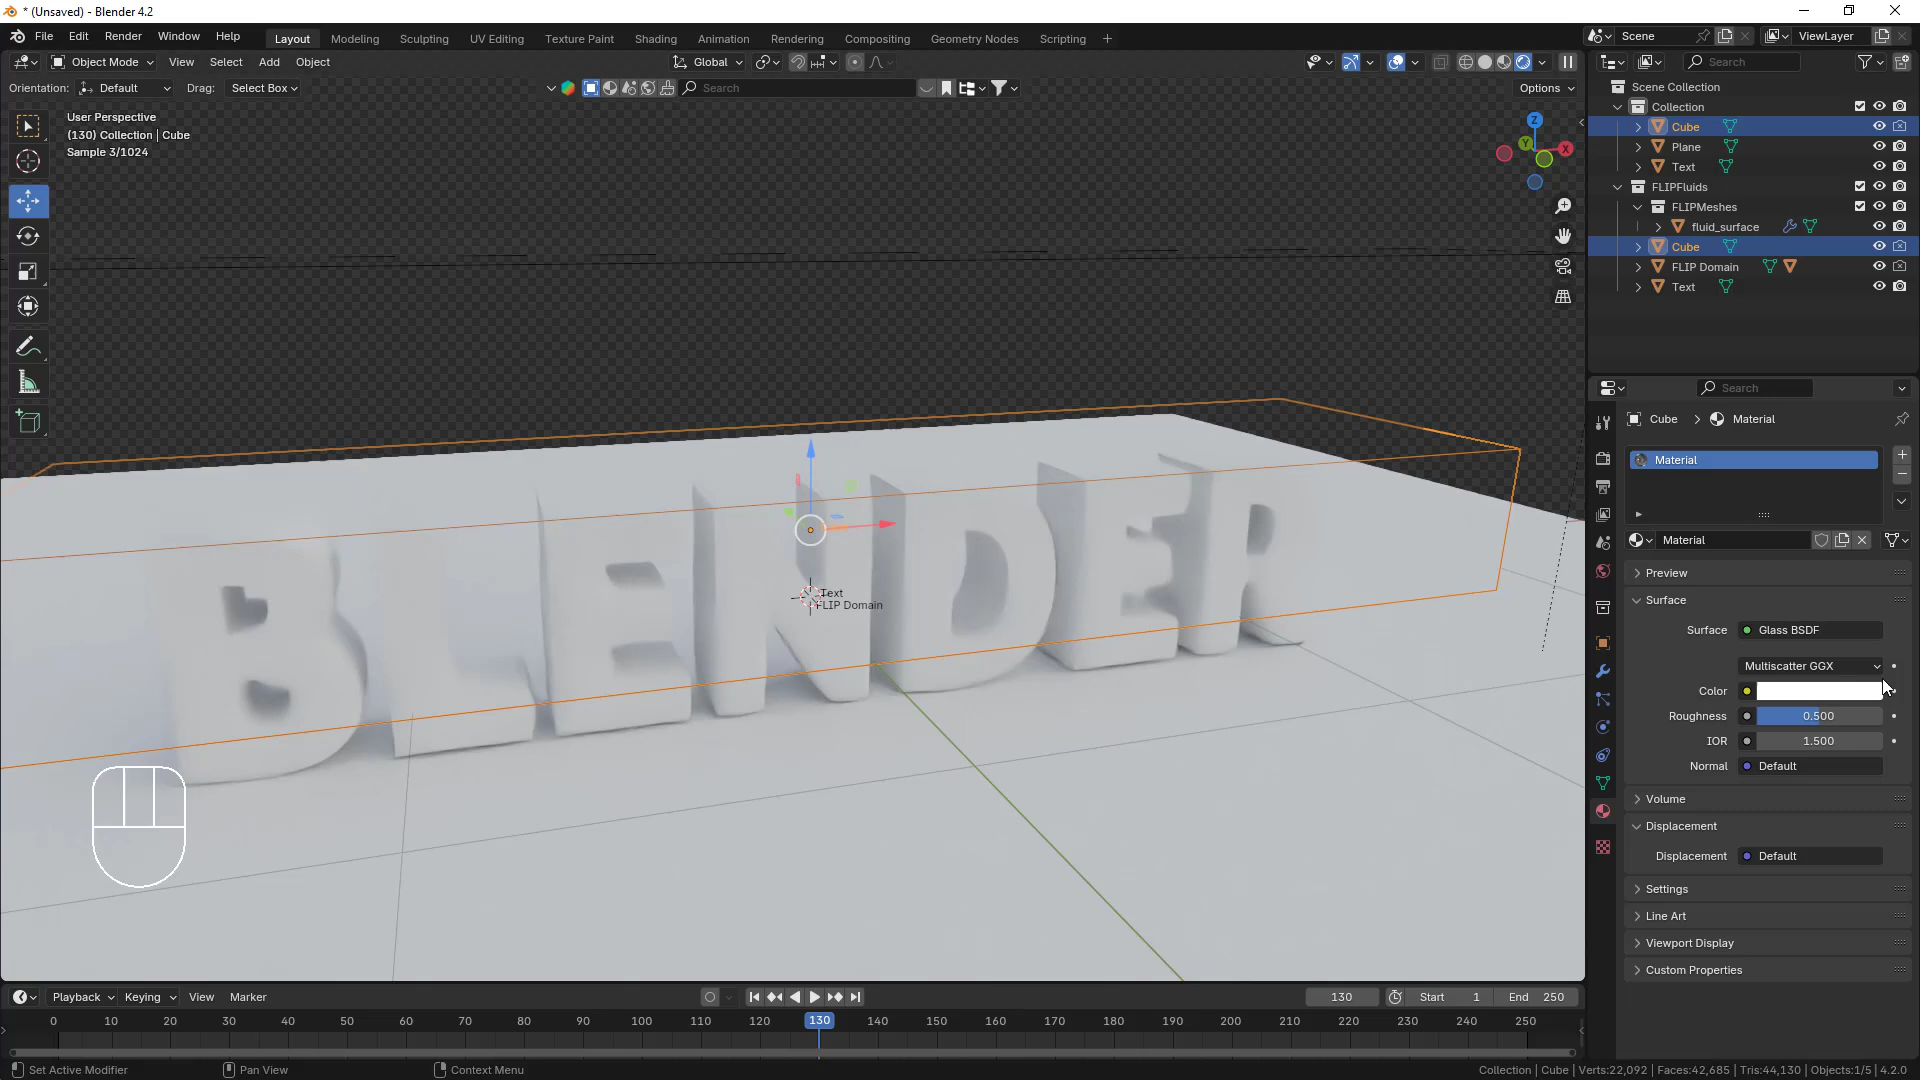 * (Unsaved) - Blender 4.2
File Edit Render Window Help
Layout Modeling Sculpting UV Editing Texture Paint Shading Animation Rendering Compositing Geometry Nodes Scripting +
Scene ViewLayer
Object Mode View Select Add Object Global
Search
Orientation: Default Drag: Select Box
Search
Options
Scene Collection
Collection
Cube
Plane
Text
FLIPFluids
FLIPMeshes
fluid_surface
Cube
FLIP Domain
Text
User Perspective
(130) Collection | Cube
Sample 3/1024
Z
Y
X
BLENDER
Text
FLIP Domain
Search
Cube > Material
Material
Material
Preview
Surface
Surface Glass BSDF
Multiscatter GGX
Color
Roughness 0.500
IOR 1.500
Normal Default
Volume
Displacement
Displacement Default
Settings
Line Art
Viewport Display
Custom Properties
Playback Keying View Marker
130 Start 1 End 250
0 10 20 30 40 50 60 70 80 90 100 110 120 130 140 150 160 170 180 190 200 210 220 230 240 250
Set Active Modifier Pan View Context Menu
Collection | Cube | Verts:22,092 | Faces:42,685 | Tris:44,130 | Objects:1/5 | 4.2.0